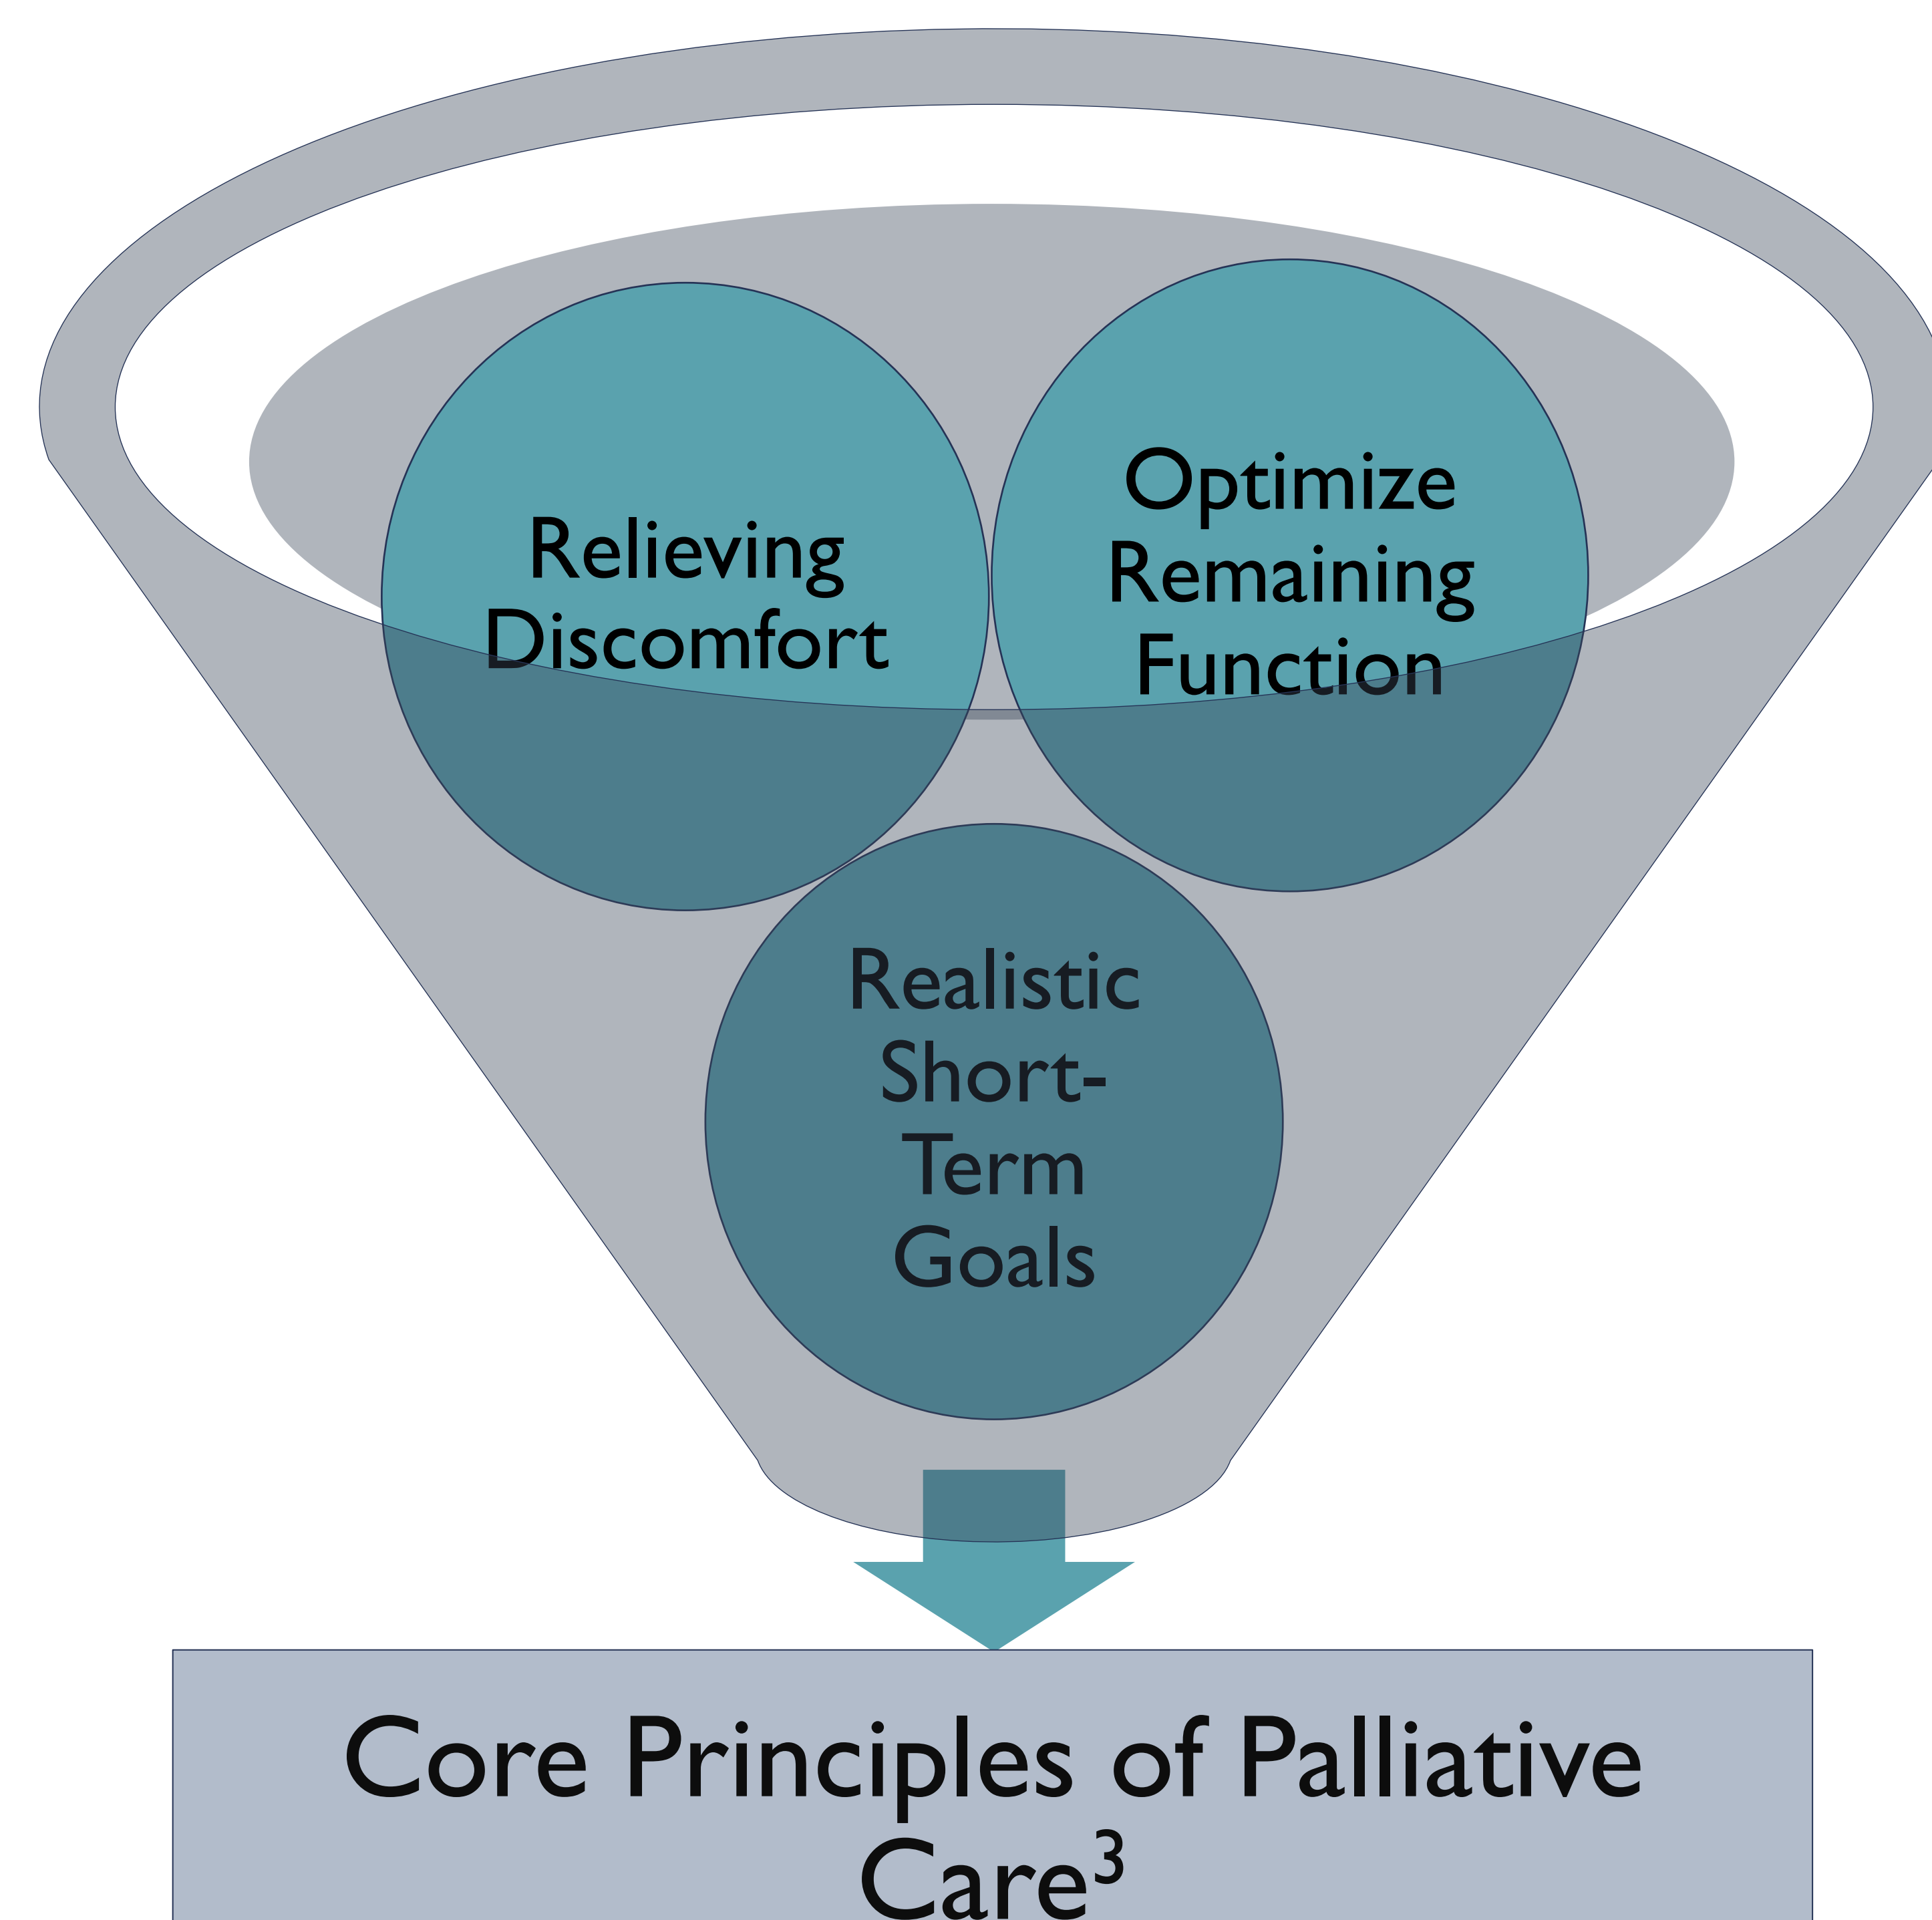 Relieving
Discomfort
Optimize
Remaining
Function
Realistic
Short-
Term
Goals
Core Principles of Palliative
Care³